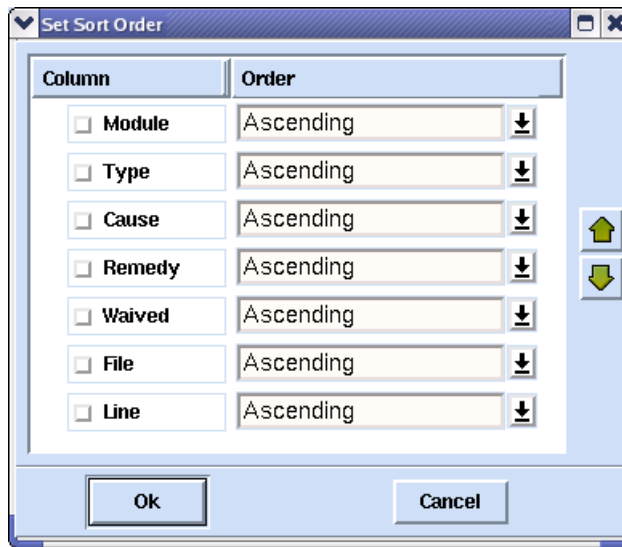 Set Sort Order
Column Order
Module Ascending
Type Ascending
Cause Ascending
Remedy Ascending
Waived Ascending
File Ascending
Line Ascending
Ok Cancel